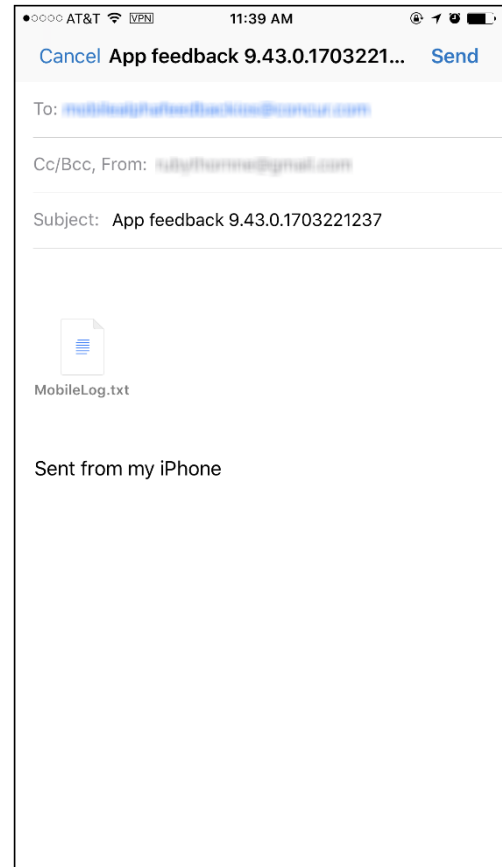 AT&T VPN 11:39 AM
Cancel App feedback 9.43.0.1703221... Send
To:
Cc/Bcc, From:
Subject: App feedback 9.43.0.1703221237
MobileLog.txt
Sent from my iPhone